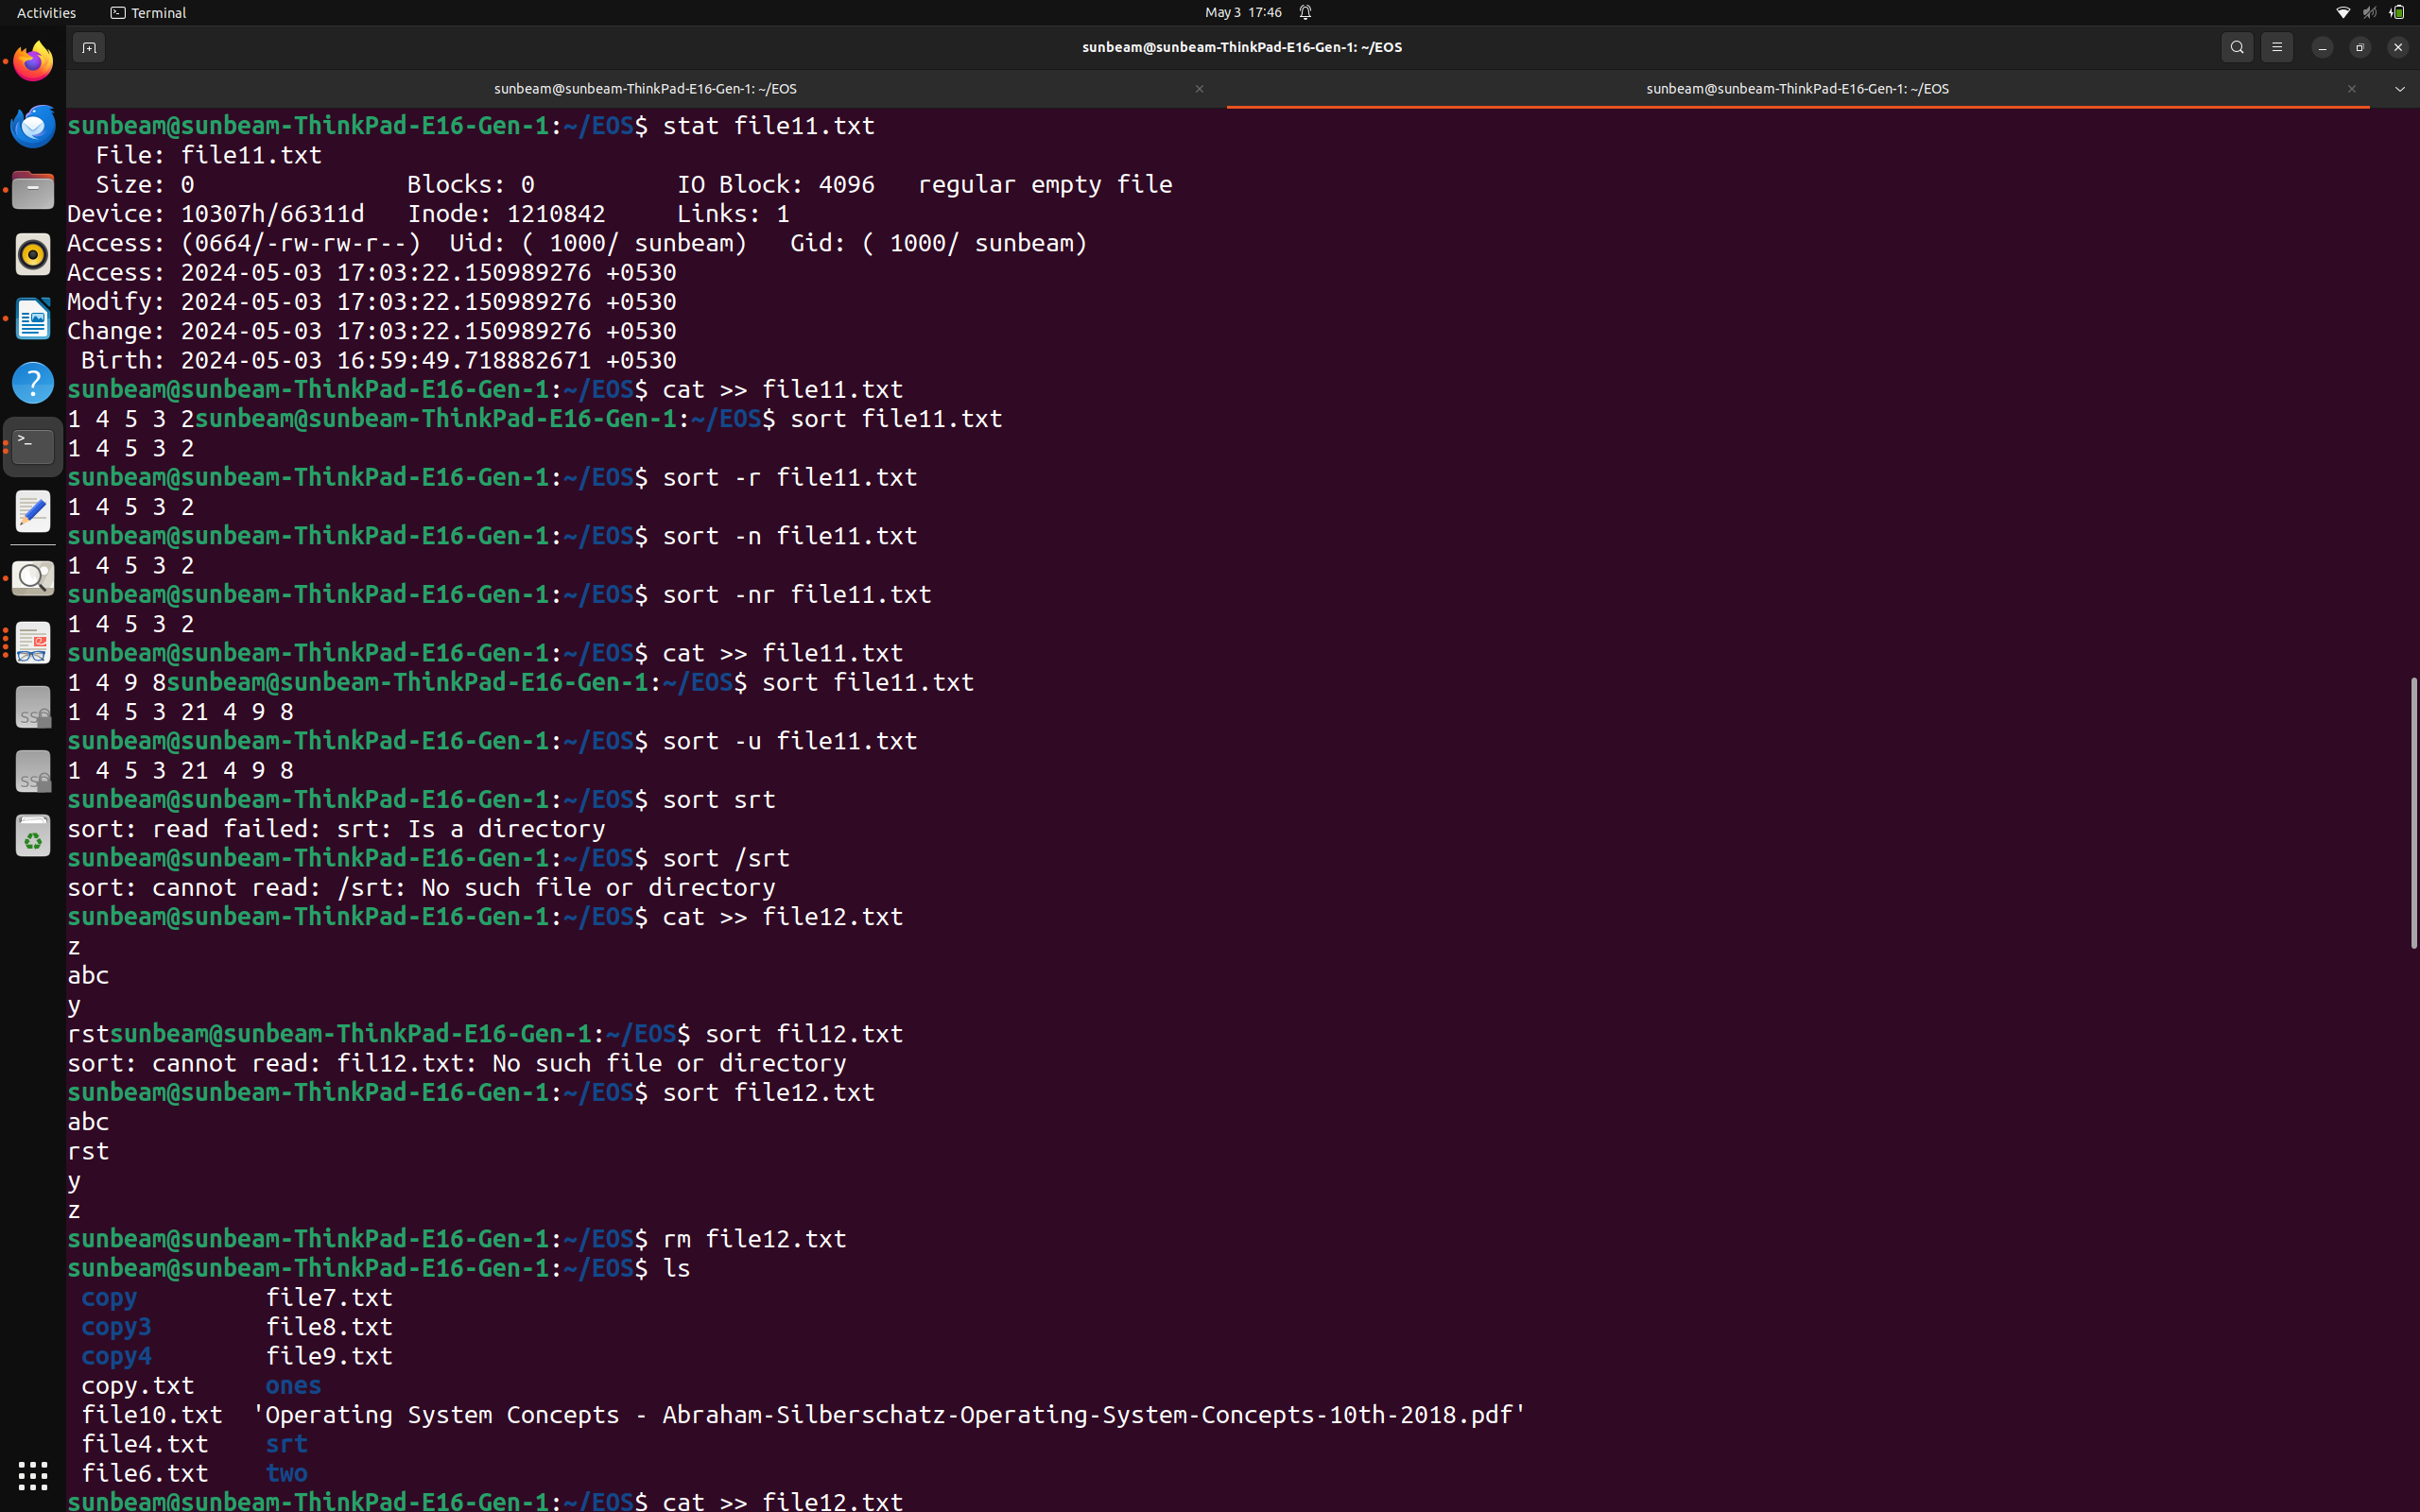 Activities Terminal May 3 17:46
sunbeam@sunbeam-ThinkPad-E16-Gen-1: ~/EOS
sunbeam@sunbeam-ThinkPad-E16-Gen-1: ~/EOS sunbeam@sunbeam-ThinkPad-E16-Gen-1: ~/EOS
sunbeam@sunbeam-ThinkPad-E16-Gen-1:~/EOS$ stat file11.txt
  File: file11.txt
  Size: 0               Blocks: 0          IO Block: 4096   regular empty file
Device: 10307h/66311d   Inode: 1210842     Links: 1
Access: (0664/-rw-rw-r--)  Uid: ( 1000/ sunbeam)   Gid: ( 1000/ sunbeam)
Access: 2024-05-03 17:03:22.150989276 +0530
Modify: 2024-05-03 17:03:22.150989276 +0530
Change: 2024-05-03 17:03:22.150989276 +0530
 Birth: 2024-05-03 16:59:49.718882671 +0530
sunbeam@sunbeam-ThinkPad-E16-Gen-1:~/EOS$ cat >> file11.txt
1 4 5 3 2sunbeam@sunbeam-ThinkPad-E16-Gen-1:~/EOS$ sort file11.txt
1 4 5 3 2
sunbeam@sunbeam-ThinkPad-E16-Gen-1:~/EOS$ sort -r file11.txt
1 4 5 3 2
sunbeam@sunbeam-ThinkPad-E16-Gen-1:~/EOS$ sort -n file11.txt
1 4 5 3 2
sunbeam@sunbeam-ThinkPad-E16-Gen-1:~/EOS$ sort -nr file11.txt
1 4 5 3 2
sunbeam@sunbeam-ThinkPad-E16-Gen-1:~/EOS$ cat >> file11.txt
1 4 9 8sunbeam@sunbeam-ThinkPad-E16-Gen-1:~/EOS$ sort file11.txt
1 4 5 3 21 4 9 8
sunbeam@sunbeam-ThinkPad-E16-Gen-1:~/EOS$ sort -u file11.txt
1 4 5 3 21 4 9 8
sunbeam@sunbeam-ThinkPad-E16-Gen-1:~/EOS$ sort srt
sort: read failed: srt: Is a directory
sunbeam@sunbeam-ThinkPad-E16-Gen-1:~/EOS$ sort /srt
sort: cannot read: /srt: No such file or directory
sunbeam@sunbeam-ThinkPad-E16-Gen-1:~/EOS$ cat >> file12.txt
z
abc
y
rstsunbeam@sunbeam-ThinkPad-E16-Gen-1:~/EOS$ sort fil12.txt
sort: cannot read: fil12.txt: No such file or directory
sunbeam@sunbeam-ThinkPad-E16-Gen-1:~/EOS$ sort file12.txt
abc
rst
y
z
sunbeam@sunbeam-ThinkPad-E16-Gen-1:~/EOS$ rm file12.txt
sunbeam@sunbeam-ThinkPad-E16-Gen-1:~/EOS$ ls
 copy         file7.txt
 copy3        file8.txt
 copy4        file9.txt
 copy.txt     ones
 file10.txt  'Operating System Concepts - Abraham-Silberschatz-Operating-System-Concepts-10th-2018.pdf'
 file4.txt    srt
 file6.txt    two
sunbeam@sunbeam-ThinkPad-E16-Gen-1:~/EOS$ cat >> file12.txt